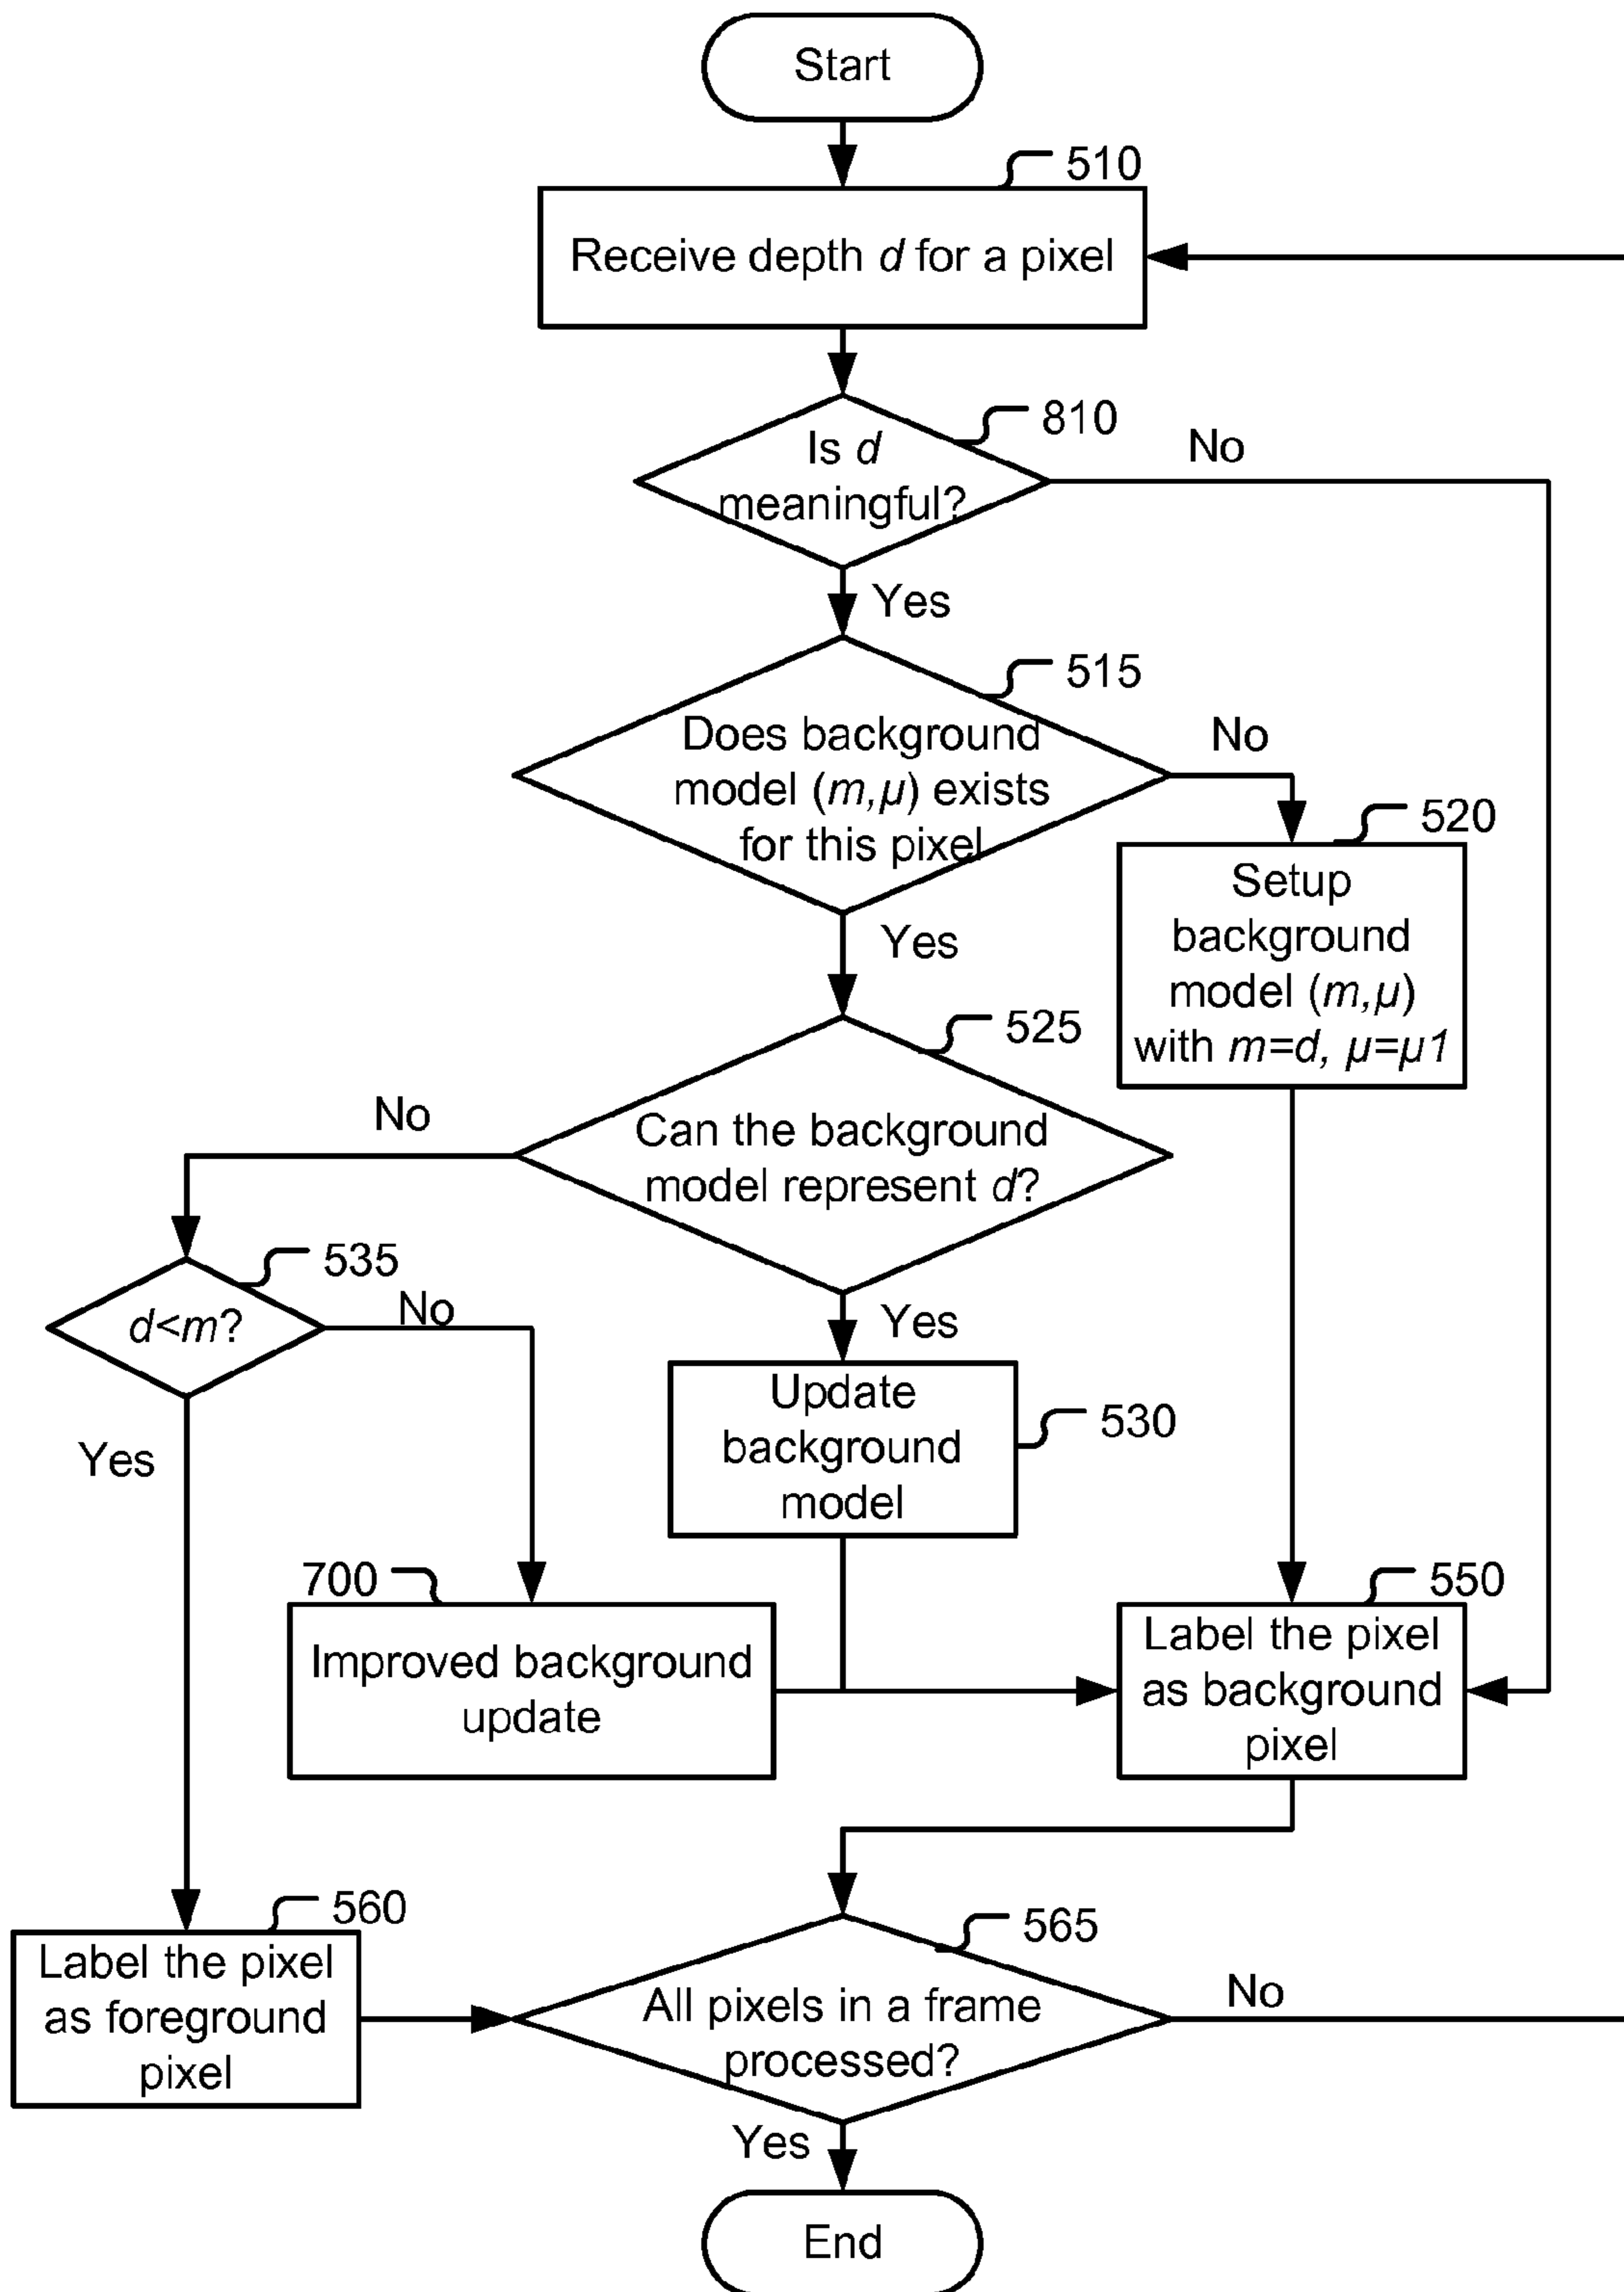 Start
510
Receive depth d for a pixel
810
Is d
meaningful?
No
Yes
515
Does background
model (m,μ) exists
for this pixel
No
520
Setup
background
model (m,μ)
with m=d, μ=μ1
Yes
525
Can the background
model represent d?
No
535
d<m?
No
Yes
Update
background
model
530
Yes
700
Improved background
update
550
Label the pixel
as background
pixel
560
Label the pixel
as foreground
pixel
565
All pixels in a frame
processed?
No
Yes
End